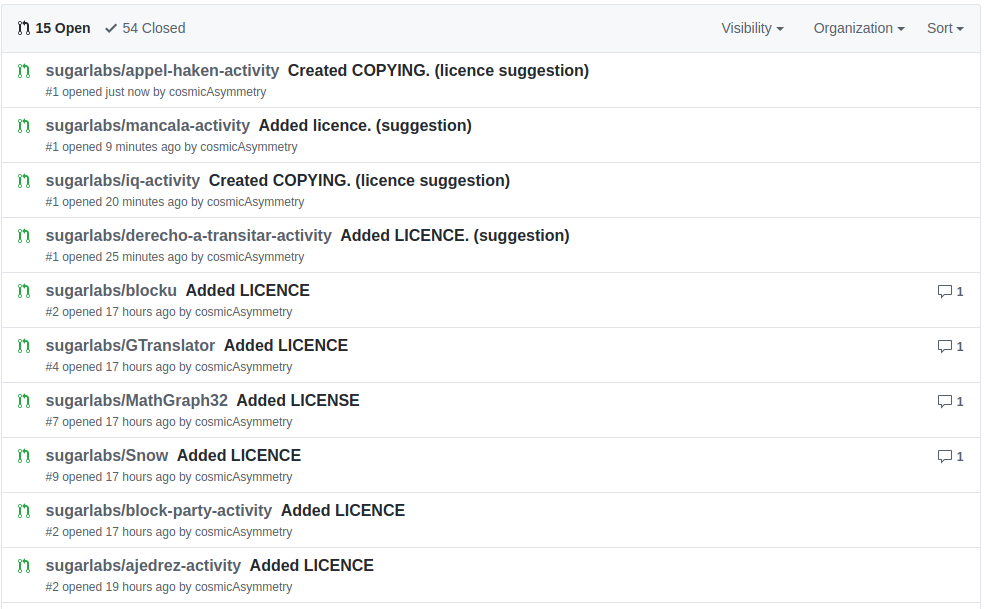 15 Open 54 Closed Visibility Organization Sort
sugarlabs/appel-haken-activity Created COPYING. (licence suggestion)
#1 opened just now by cosmicAsymmetry
sugarlabs/mancala-activity Added licence. (suggestion)
#1 opened 9 minutes ago by cosmicAsymmetry
sugarlabs/iq-activity Created COPYING. (licence suggestion)
#1 opened 20 minutes ago by cosmicAsymmetry
sugarlabs/derecho-a-transitar-activity Added LICENCE. (suggestion)
#1 opened 25 minutes ago by cosmicAsymmetry
sugarlabs/blocku Added LICENCE 1
#2 opened 17 hours ago by cosmicAsymmetry
sugarlabs/GTranslator Added LICENCE 1
#4 opened 17 hours ago by cosmicAsymmetry
sugarlabs/MathGraph32 Added LICENSE 1
#7 opened 17 hours ago by cosmicAsymmetry
sugarlabs/Snow Added LICENCE 1
#9 opened 17 hours ago by cosmicAsymmetry
sugarlabs/block-party-activity Added LICENCE
#2 opened 17 hours ago by cosmicAsymmetry
sugarlabs/ajedrez-activity Added LICENCE
#2 opened 19 hours ago by cosmicAsymmetry